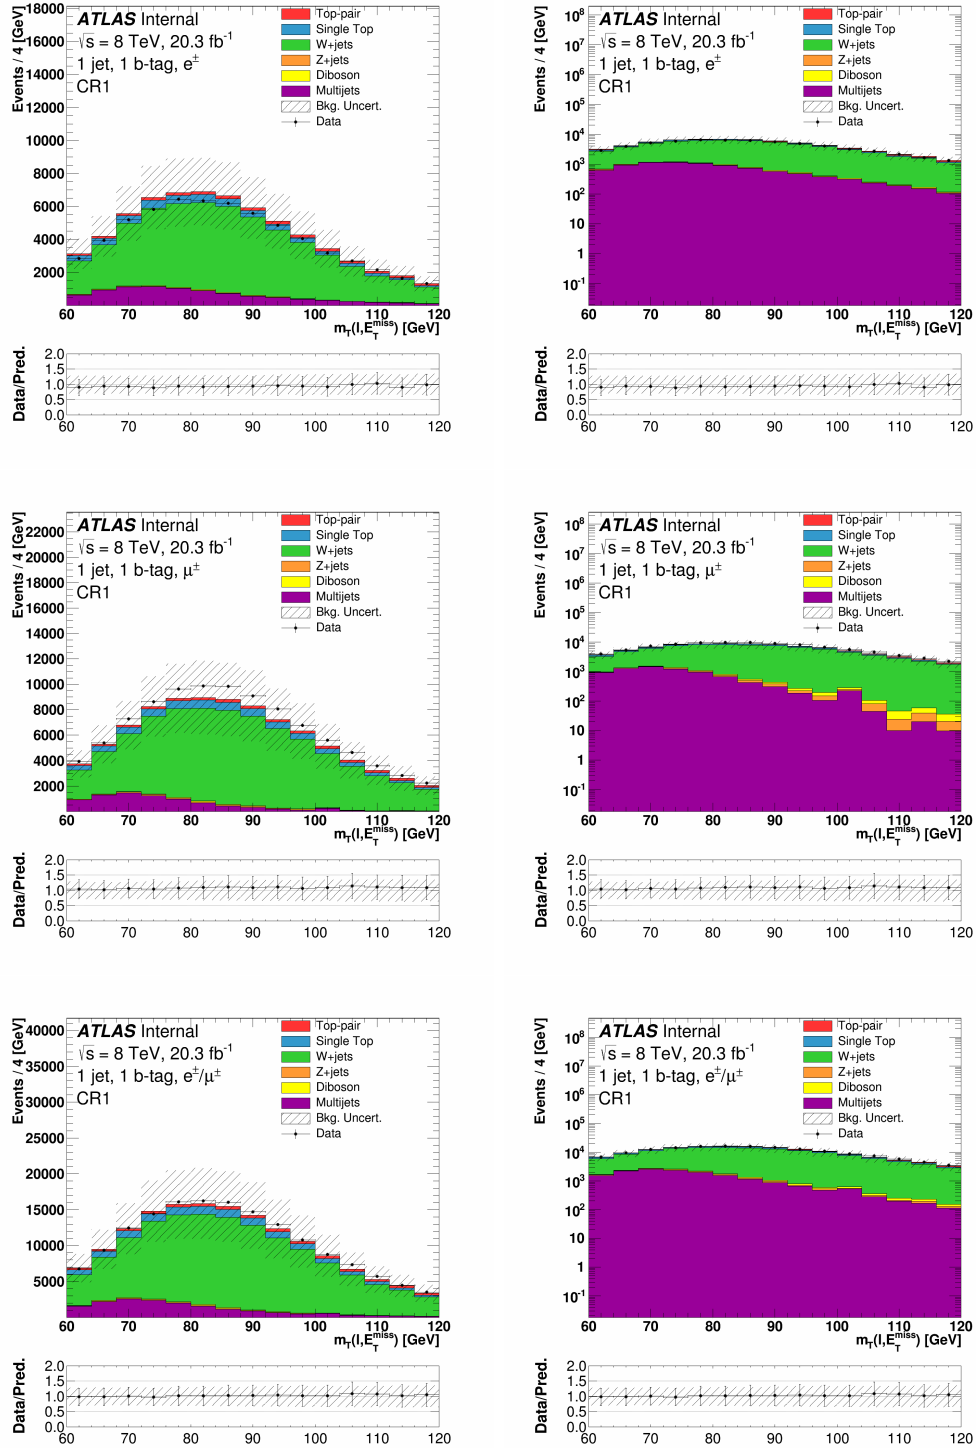 Events / 4 [GeV]
18000
16000
14000
12000
10000
8000
6000
4000
2000
ATLAS Internal
√s = 8 TeV, 20.3 fb⁻¹
1 jet, 1 b-tag, e±
CR1
Top-pair
Single Top
W+jets
Z+jets
Diboson
Multijets
Bkg. Uncert.
Data
60 70 80 90 100 110 120
m_T(l,E_T^miss) [GeV]
Data/Pred.
2.0
1.5
1.0
0.5
0.0
60 70 80 90 100 110 120
Events / 4 [GeV]
10⁸
10⁷
10⁶
10⁵
10⁴
10³
10²
10
1
10⁻¹
ATLAS Internal
√s = 8 TeV, 20.3 fb⁻¹
1 jet, 1 b-tag, e±
CR1
Top-pair
Single Top
W+jets
Z+jets
Diboson
Multijets
Bkg. Uncert.
Data
60 70 80 90 100 110 120
m_T(l,E_T^miss) [GeV]
Data/Pred.
2.0
1.5
1.0
0.5
0.0
60 70 80 90 100 110 120
Events / 4 [GeV]
22000
20000
18000
16000
14000
12000
10000
8000
6000
4000
2000
ATLAS Internal
√s = 8 TeV, 20.3 fb⁻¹
1 jet, 1 b-tag, μ±
CR1
Top-pair
Single Top
W+jets
Z+jets
Diboson
Multijets
Bkg. Uncert.
Data
60 70 80 90 100 110 120
m_T(l,E_T^miss) [GeV]
Data/Pred.
2.0
1.5
1.0
0.5
0.0
60 70 80 90 100 110 120
Events / 4 [GeV]
10⁸
10⁷
10⁶
10⁵
10⁴
10³
10²
10
1
10⁻¹
ATLAS Internal
√s = 8 TeV, 20.3 fb⁻¹
1 jet, 1 b-tag, μ±
CR1
Top-pair
Single Top
W+jets
Z+jets
Diboson
Multijets
Bkg. Uncert.
Data
60 70 80 90 100 110 120
m_T(l,E_T^miss) [GeV]
Data/Pred.
2.0
1.5
1.0
0.5
0.0
60 70 80 90 100 110 120
Events / 4 [GeV]
40000
35000
30000
25000
20000
15000
10000
5000
ATLAS Internal
√s = 8 TeV, 20.3 fb⁻¹
1 jet, 1 b-tag, e±/μ±
CR1
Top-pair
Single Top
W+jets
Z+jets
Diboson
Multijets
Bkg. Uncert.
Data
60 70 80 90 100 110 120
m_T(l,E_T^miss) [GeV]
Data/Pred.
2.0
1.5
1.0
0.5
0.0
60 70 80 90 100 110 120
Events / 4 [GeV]
10⁸
10⁷
10⁶
10⁵
10⁴
10³
10²
10
1
10⁻¹
ATLAS Internal
√s = 8 TeV, 20.3 fb⁻¹
1 jet, 1 b-tag, e±/μ±
CR1
Top-pair
Single Top
W+jets
Z+jets
Diboson
Multijets
Bkg. Uncert.
Data
60 70 80 90 100 110 120
m_T(l,E_T^miss) [GeV]
Data/Pred.
2.0
1.5
1.0
0.5
0.0
60 70 80 90 100 110 120